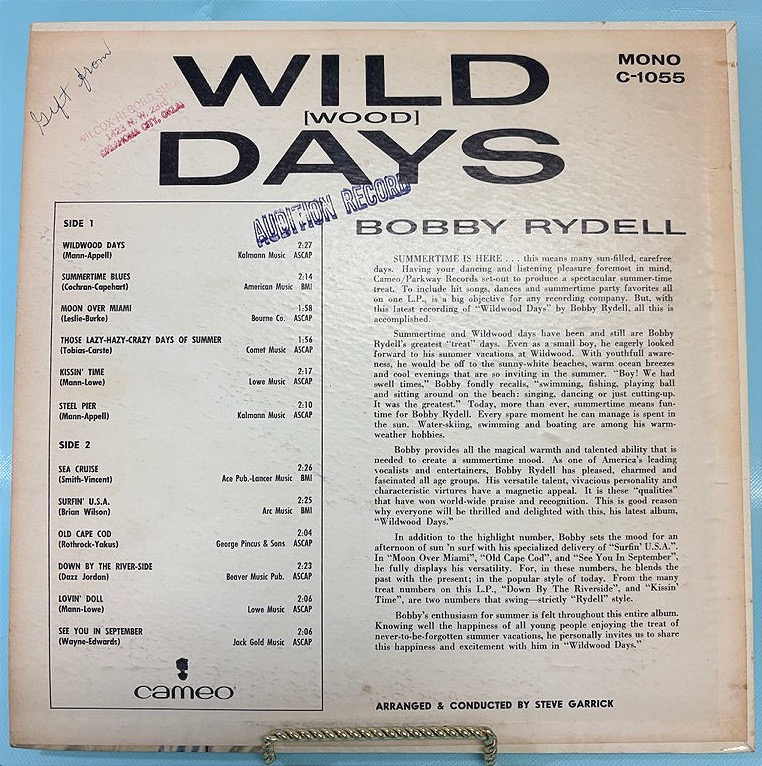 Gift from
WILCOX RECORD SHOP
1423 N. W. 23rd
OKLAHOMA CITY, OKLA.
WILD
[WOOD]
DAYS
MONO
C-1055
AUDITION RECORD
BOBBY RYDELL
SIDE 1
WILDWOOD DAYS 2:27
(Mann-Appell) Kalmann Music ASCAP
SUMMERTIME BLUES 2:14
(Cochran-Capehart) American Music BMI
MOON OVER MIAMI 1:58
(Leslie-Burke) Bourne Co. ASCAP
THOSE LAZY-HAZY-CRAZY DAYS OF SUMMER 1:56
(Tobias-Carste) Comet Music ASCAP
KISSIN' TIME 2:17
(Mann-Lowe) Lowe Music ASCAP
STEEL PIER 2:10
(Mann-Appell) Kalmann Music ASCAP
SIDE 2
SEA CRUISE 2:26
(Smith-Vincent) Ace Pub.-Lancer Music BMI
SURFIN' U.S.A. 2:25
(Brian Wilson) Arc Music BMI
OLD CAPE COD 2:04
(Rothrock-Yakus) George Pincus & Sons ASCAP
DOWN BY THE RIVER-SIDE 2:23
(Dazz Jordan) Beaver Music Pub. ASCAP
LOVIN' DOLL 2:06
(Mann-Lowe) Lowe Music ASCAP
SEE YOU IN SEPTEMBER 2:06
(Wayne-Edwards) Jack Gold Music ASCAP
cameo
SUMMERTIME IS HERE . . . this means many sun-filled, carefree
days. Having your dancing and listening pleasure foremost in mind,
Cameo/Parkway Records set-out to produce a spectacular summer-time
treat. To include hit songs, dances and summertime party favorites all
on one L.P., is a big objective for any recording company. But, with
this latest recording of "Wildwood Days" by Bobby Rydell, all this is
accomplished.
Summertime and Wildwood days have been and still are Bobby
Rydell's greatest "treat" days. Even as a small boy, he eagerly looked
forward to his summer vacations at Wildwood. With youthfull aware-
ness, he would be off to the sunny-white beaches, warm ocean breezes
and cool evenings that are so inviting in the summer. "Boy! We had
swell times," Bobby fondly recalls, "swimming, fishing, playing ball
and sitting around on the beach: singing, dancing or just cutting-up.
It was the greatest." Today, more than ever, summertime means fun-
time for Bobby Rydell. Every spare moment he can manage is spent in
the sun. Water-skiing, swimming and boating are among his warm-
weather hobbies.
Bobby provides all the magical warmth and talented ability that is
needed to create a summertime mood. As one of America's leading
vocalists and entertainers, Bobby Rydell has pleased, charmed and
fascinated all age groups. His versatile talent, vivacious personality and
characteristic virtures have a magnetic appeal. It is these "qualities"
that have won world-wide praise and recognition. This is good reason
why everyone will be thrilled and delighted with this, his latest album,
"Wildwood Days."
In addition to the highlight number, Bobby sets the mood for an
afternoon of sun 'n surf with his specialized delivery of "Surfin' U.S.A.".
In "Moon Over Miami", "Old Cape Cod", and "See You In September",
he fully displays his versatility. For, in these numbers, he blends the
past with the present; in the popular style of today. From the many
treat numbers on this L.P., "Down By The Riverside", and "Kissin'
Time", are two numbers that swing—strictly "Rydell" style.
Bobby's enthusiasm for summer is felt throughout this entire album.
Knowing well the happiness of all young people enjoying the treat of
never-to-be-forgotten summer vacations, he personally invites us to share
this happiness and excitement with him in "Wildwood Days."
ARRANGED & CONDUCTED BY STEVE GARRICK